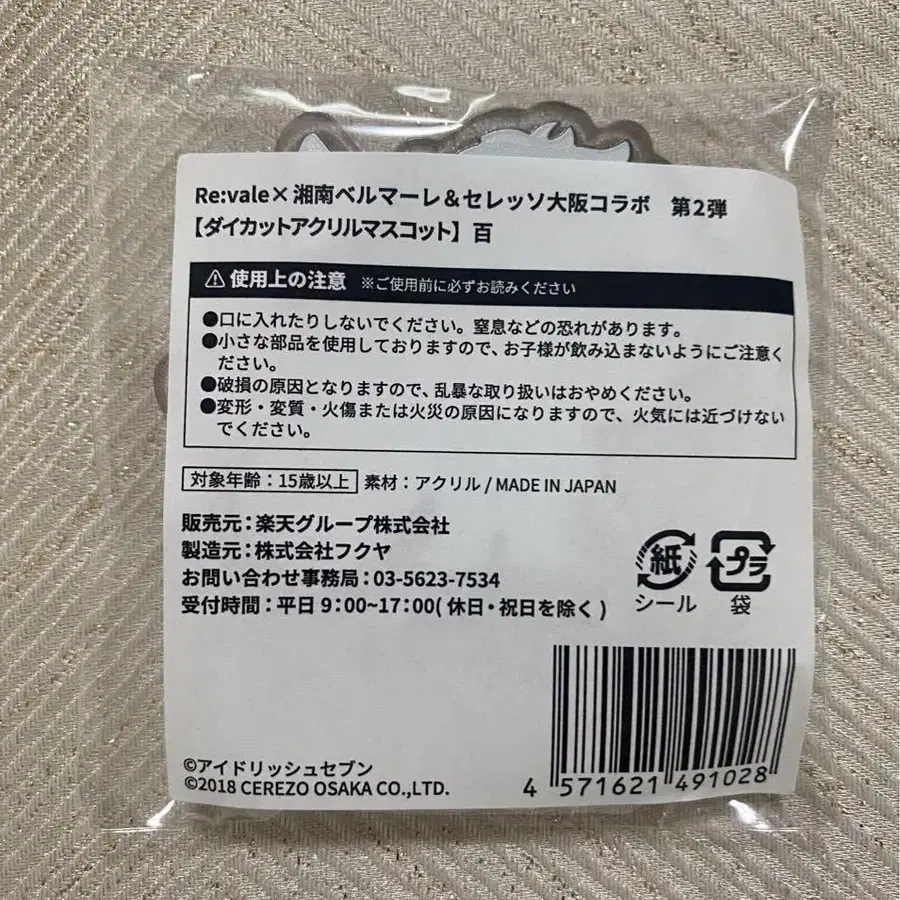 Re:vale×湘南ベルマーレ&セレッソ大阪コラボ 第2弾
【ダイカットアクリルマスコット】百
⚠使用上の注意 ※ご使用前に必ずお読みください
●口に入れたりしないでください。窒息などの恐れがあります。
●小さな部品を使用しておりますので、お子様が飲み込まないようにご注意く
ださい。
●破損の原因となりますので、乱暴な取り扱いはおやめください。
●変形・変質・火傷または火災の原因になりますので、火気には近づけない
でください。
対象年齢:15歳以上 素材:アクリル / MADE IN JAPAN
販売元:楽天グループ株式会社
製造元:株式会社フクヤ
お問い合わせ事務局:03-5623-7534
受付時間:平日9:00~17:00(休日・祝日を除く)
紙 プラ
シール 袋
©アイドリッシュセブン
©2018 CEREZO OSAKA CO.,LTD.
4 571621 491028